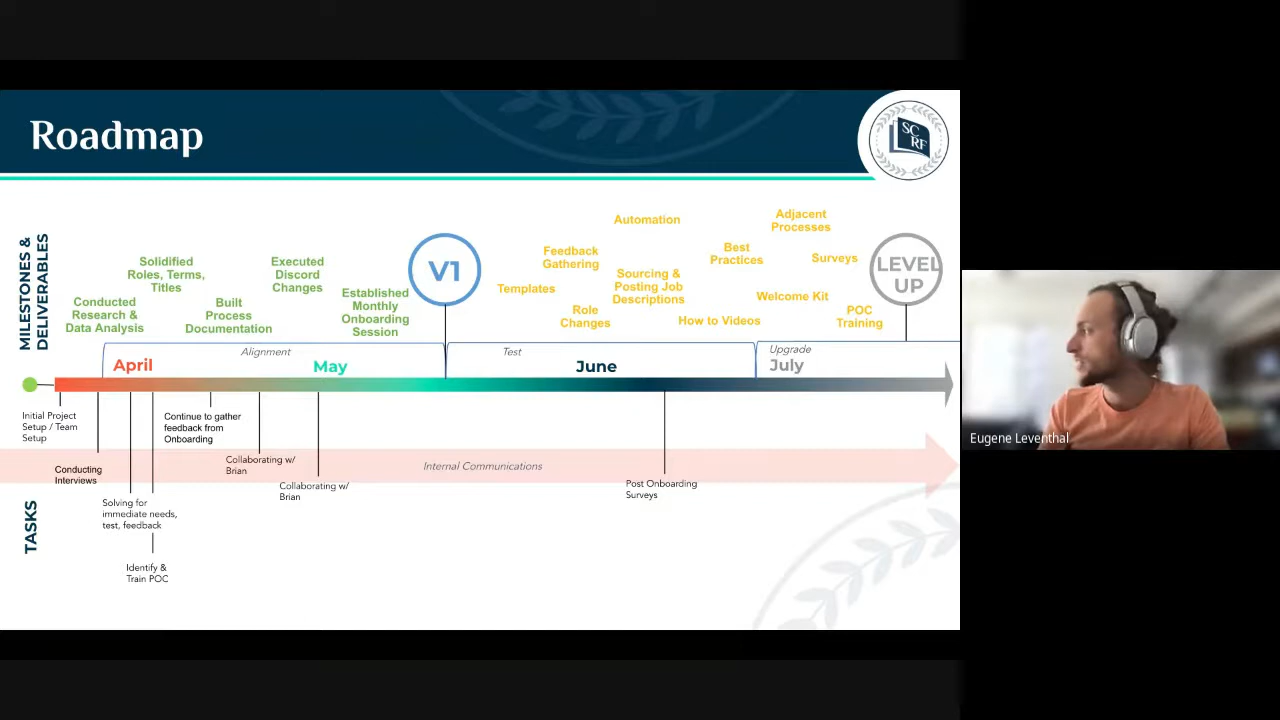 Roadmap
SC
RF
MILESTONES &
DELIVERABLES
Conducted
Research &
Data Analysis
Solidified
Roles, Terms,
Titles
Built
Process
Documentation
Executed
Discord
Changes
Established
Monthly
Onboarding
Session
V1
Templates
Feedback
Gathering
Role
Changes
Automation
Sourcing &
Posting Job
Descriptions
Best
Practices
How to Videos
Adjacent
Processes
Surveys
Welcome Kit
POC
Training
LEVEL
UP
Alignment
April
May
Test
June
Upgrade
July
Initial Project
Setup / Team
Setup
Conducting
Interviews
Solving for
immediate needs,
test, feedback
Identify &
Train POC
Continue to gather
feedback from
Onboarding
Collaborating w/
Brian
Collaborating w/
Brian
Internal Communications
Post Onboarding
Surveys
TASKS
Eugene Leventhal